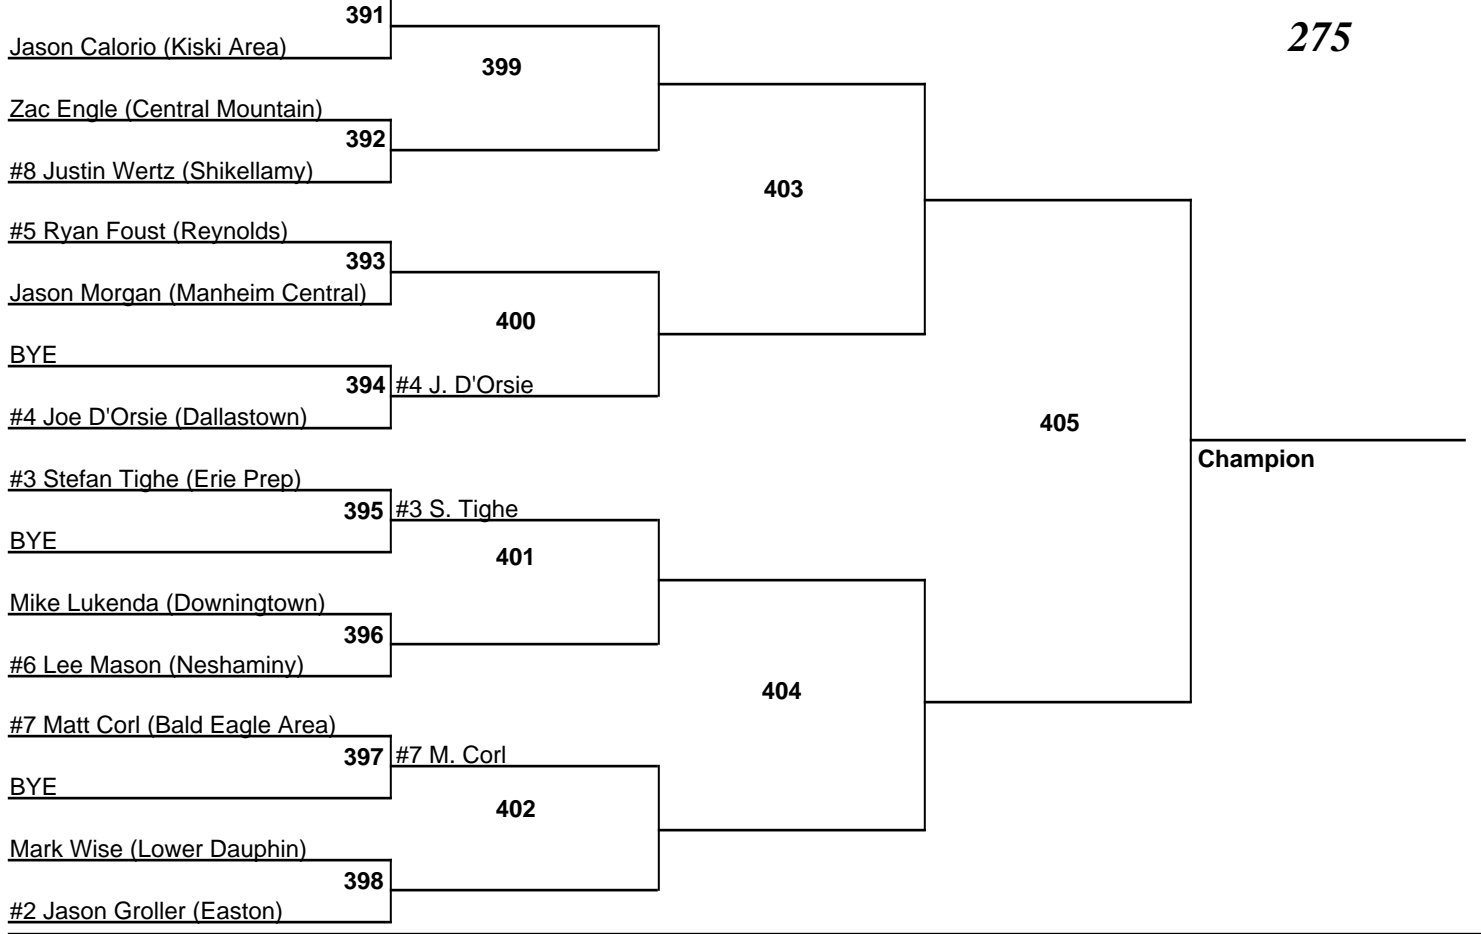 391
275
Jason Calorio (Kiski Area)
399
Zac Engle (Central Mountain)
392
#8 Justin Wertz (Shikellamy)
403
#5 Ryan Foust (Reynolds)
393
Jason Morgan (Manheim Central)
400
BYE
394 #4 J. D'Orsie
#4 Joe D'Orsie (Dallastown)
405
Champion
#3 Stefan Tighe (Erie Prep)
395 #3 S. Tighe
BYE
401
Mike Lukenda (Downingtown)
396
#6 Lee Mason (Neshaminy)
404
#7 Matt Corl (Bald Eagle Area)
397 #7 M. Corl
BYE
402
Mark Wise (Lower Dauphin)
398
#2 Jason Groller (Easton)